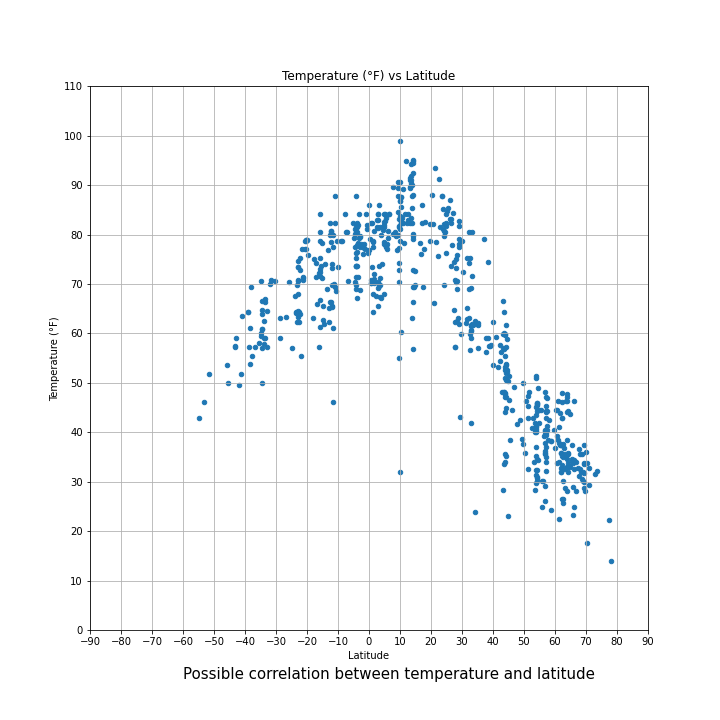 Temperature (°F) vs Latitude
110
100
90
80
70
60
50
40
30
20
10
0
Temperature (°F)
−90 −80 −70 −60 −50 −40 −30 −20 −10 0 10 20 30 40 50 60 70 80 90
Latitude
Possible correlation between temperature and latitude